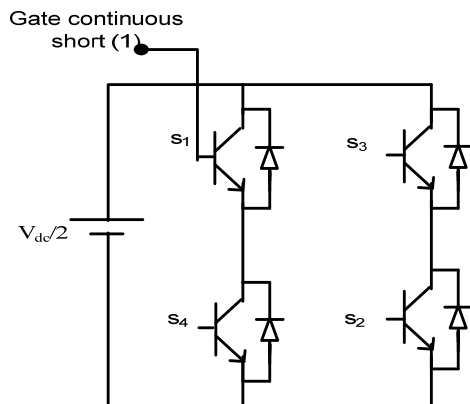 Gate continuous
short (1)
s1
s3
Vdc/2
s4
s2